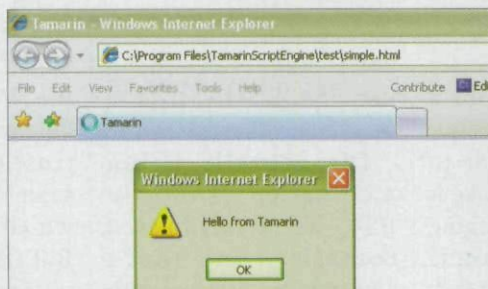 Tamarin - Windows Internet Explorer
C:\Program Files\TamarinScriptEngine\test\simple.html
File Edit View Favorites Tools Help Contribute Edi
Tamarin
Windows Internet Explorer
Hello from Tamarin
OK